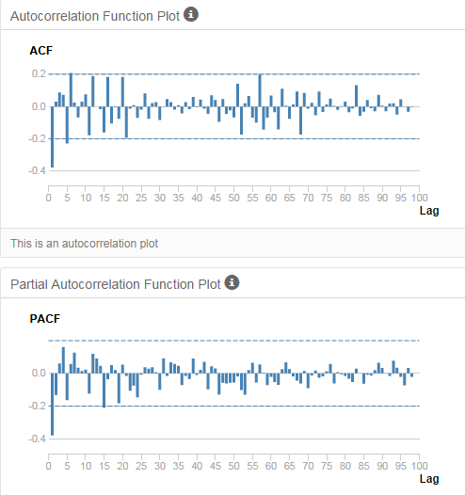 Autocorrelation Function Plot
ACF
0.2
0.0
-0.2
-0.4
0 5 10 15 20 25 30 35 40 45 50 55 60 65 70 75 80 85 90 95 100
Lag
This is an autocorrelation plot
Partial Autocorrelation Function Plot
PACF
0.0
-0.2
-0.4
0 5 10 15 20 25 30 35 40 45 50 55 60 65 70 75 80 85 90 95 100
Lag